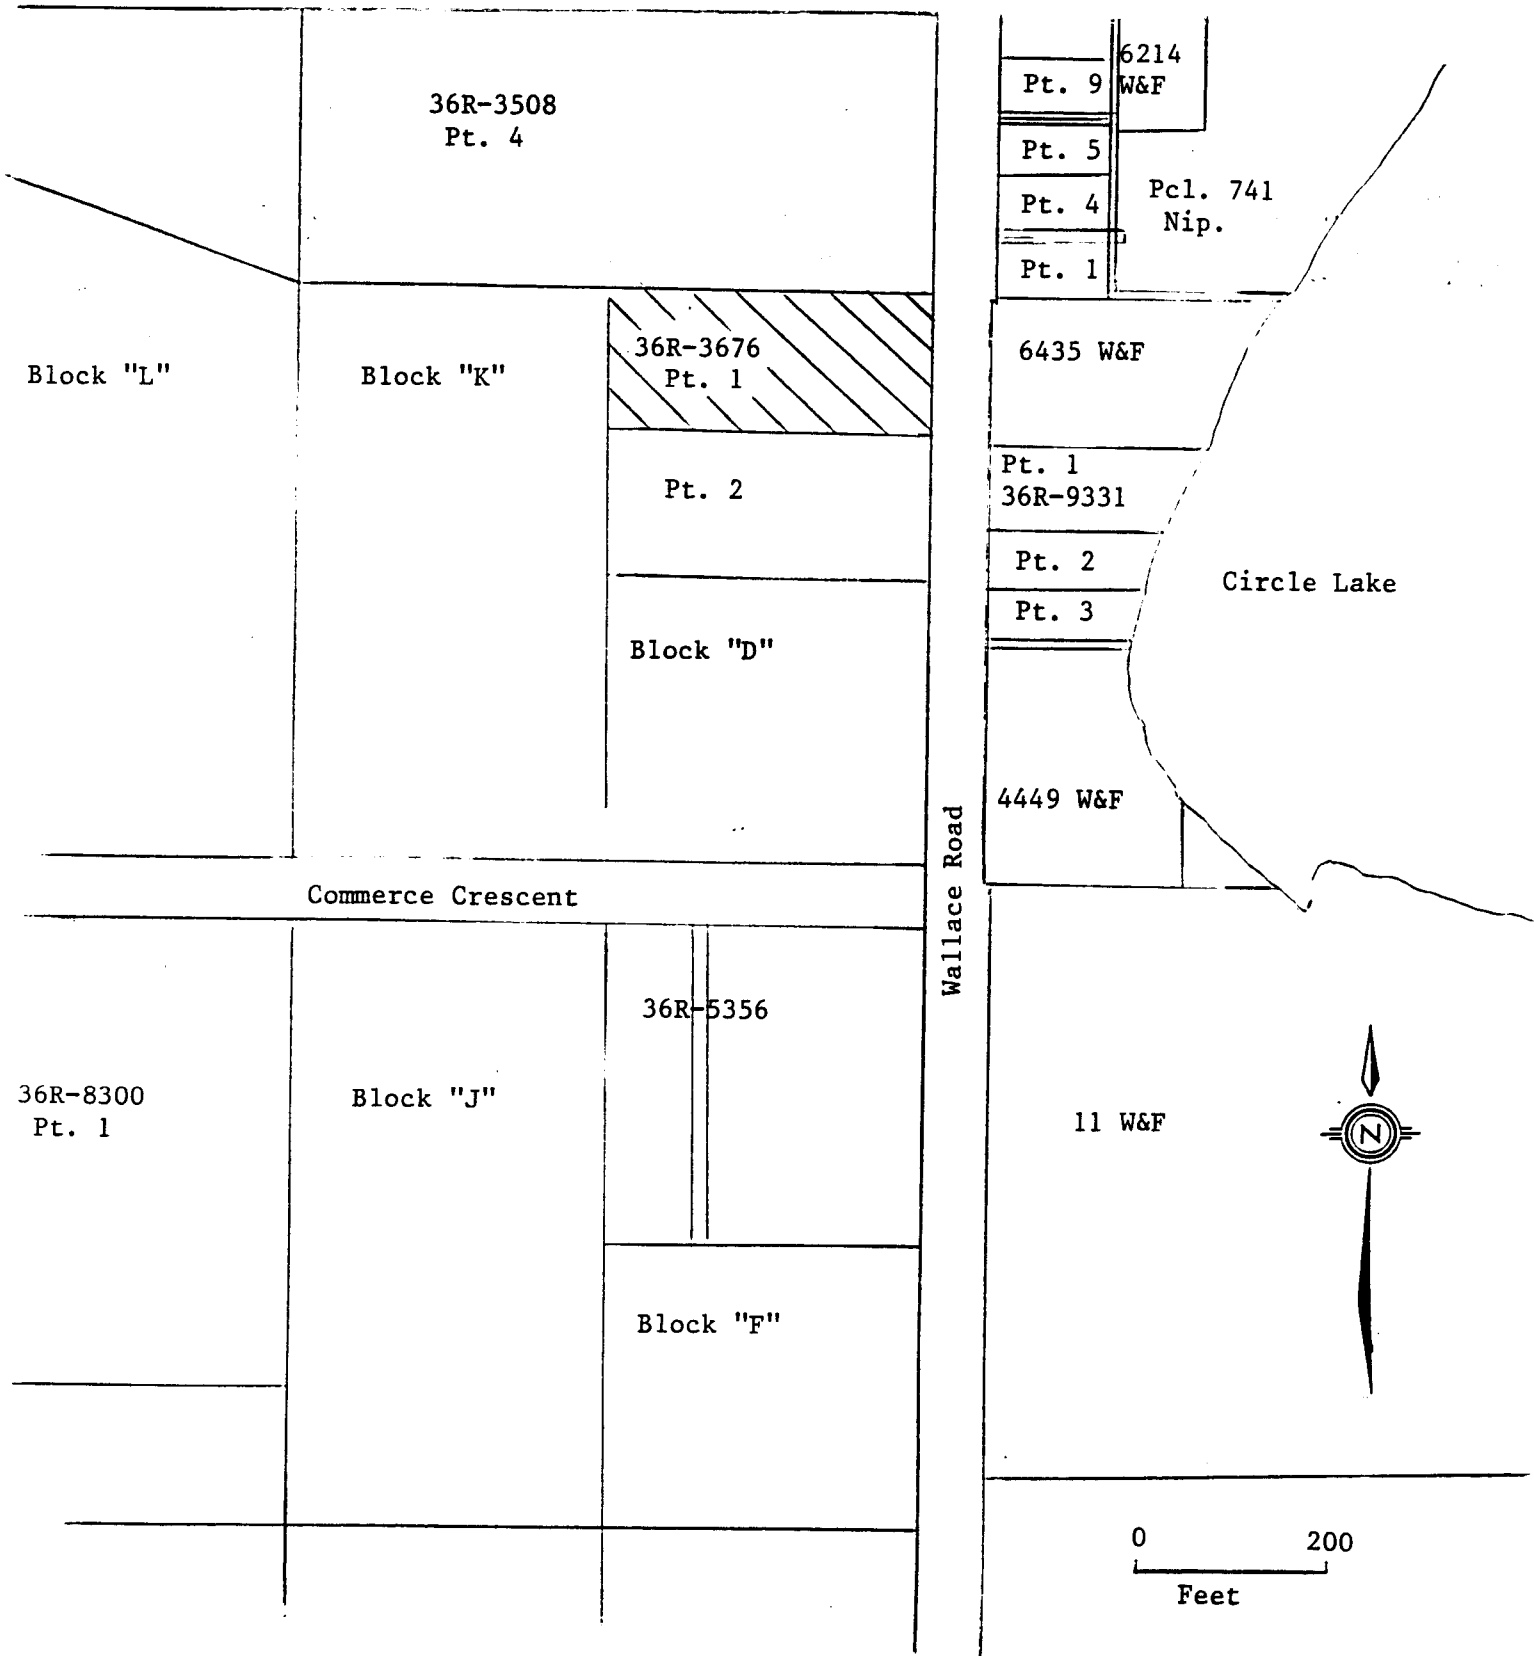 6214
W&F
Pt. 9
36R-3508
Pt. 4
Pt. 5
Pt. 4
Pcl. 741
Nip.
Pt. 1
36R-3676
Pt. 1
6435 W&F
Block "L"
Block "K"
Pt. 2
Pt. 1
36R-9331
Pt. 2
Pt. 3
Circle Lake
Block "D"
4449 W&F
Wallace Road
Commerce Crescent
36R-5356
36R-8300
Pt. 1
Block "J"
11 W&F
N
Block "F"
0 200
Feet